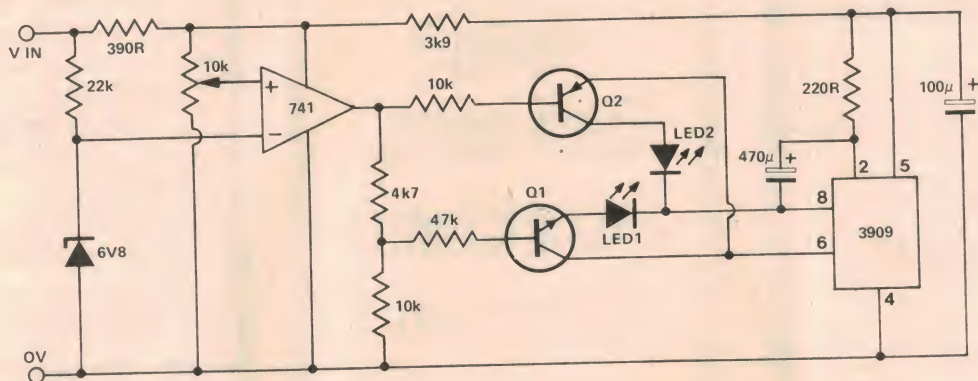 V IN
390R
3k9
22k
10k
+
−
741
10k
Q2
220R
100µ
+
LED2
470µ
+
2
5
4k7
Q1
47k
LED1
8
6
3909
6V8
10k
4
0V